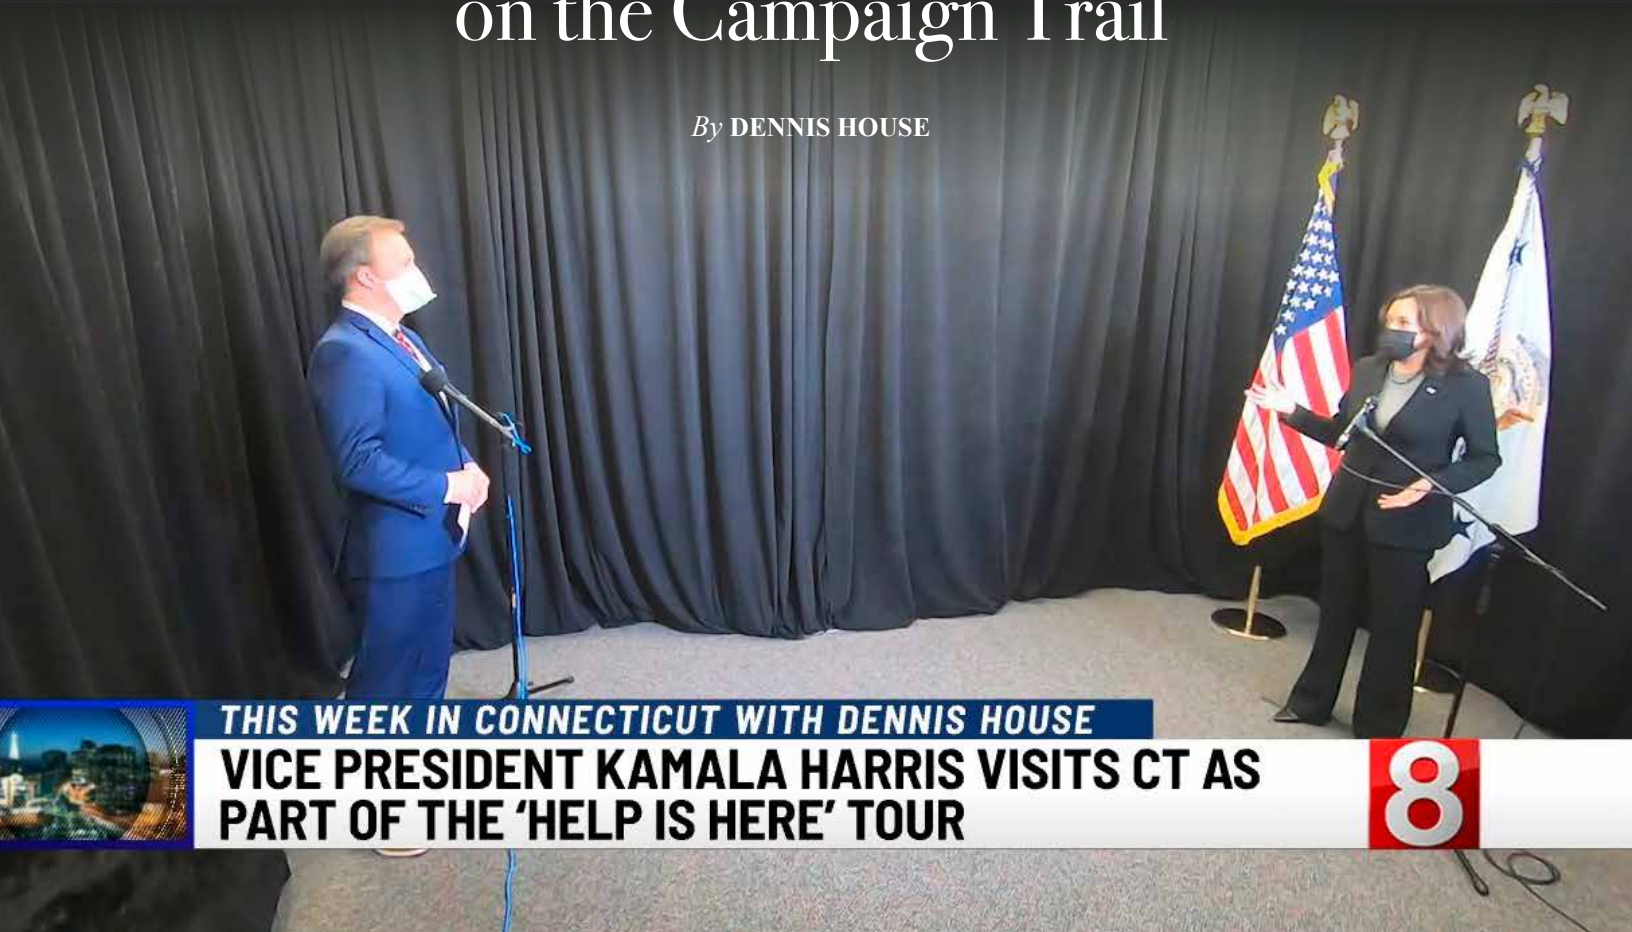 on the Campaign Trail
By DENNIS HOUSE
THIS WEEK IN CONNECTICUT WITH DENNIS HOUSE
VICE PRESIDENT KAMALA HARRIS VISITS CT AS
PART OF THE ‘HELP IS HERE’ TOUR
8